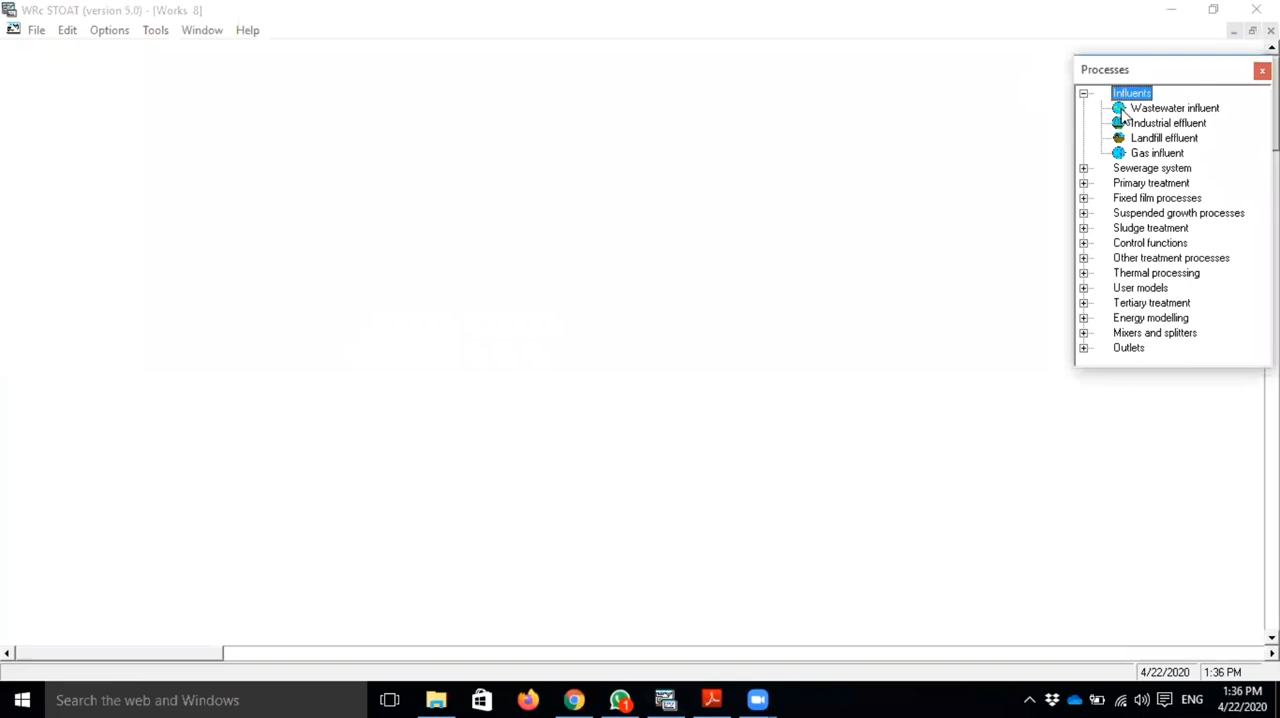 WRc STOAT (version 5.0) - [Works 8]
File Edit Options Tools Window Help
Processes
Influents
Wastewater influent
Industrial effluent
Landfill effluent
Gas influent
Sewerage system
Primary treatment
Fixed film processes
Suspended growth processes
Sludge treatment
Control functions
Other treatment processes
Thermal processing
User models
Tertiary treatment
Energy modelling
Mixers and splitters
Outlets
4/22/2020 1:36 PM
Search the web and Windows
1
ENG
1:36 PM
4/22/2020